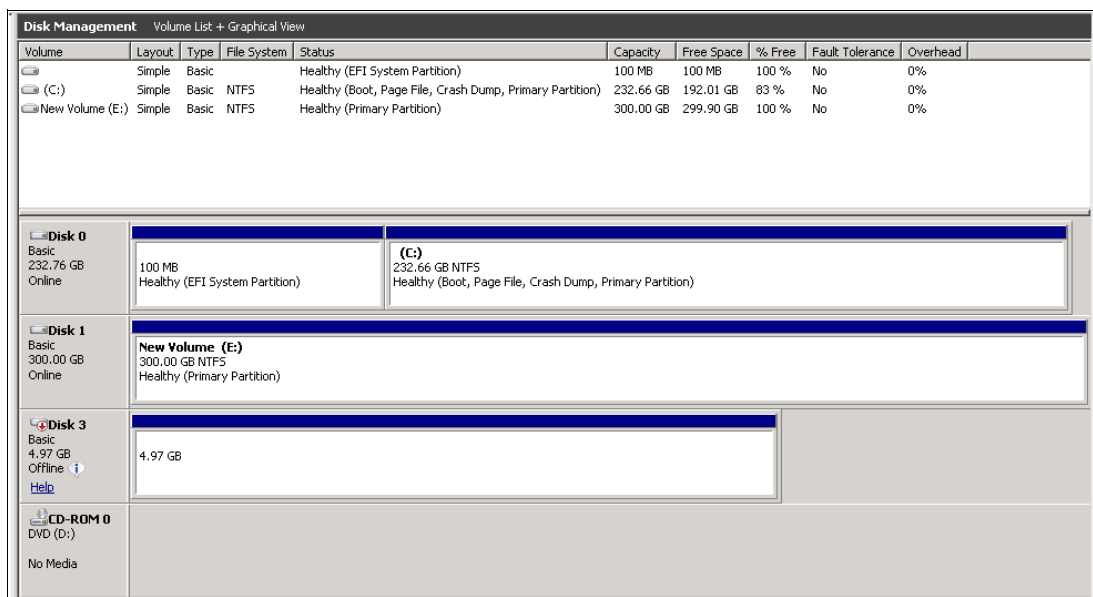 Disk Management Volume List + Graphical View
Volume Layout Type File System Status Capacity Free Space % Free Fault Tolerance Overhead
Simple Basic Healthy (EFI System Partition) 100 MB 100 MB 100 % No 0%
(C:) Simple Basic NTFS Healthy (Boot, Page File, Crash Dump, Primary Partition) 232.66 GB 192.01 GB 83 % No 0%
New Volume (E:) Simple Basic NTFS Healthy (Primary Partition) 300.00 GB 299.90 GB 100 % No 0%
Disk 0
Basic
232.76 GB
Online
100 MB
Healthy (EFI System Partition)
(C:)
232.66 GB NTFS
Healthy (Boot, Page File, Crash Dump, Primary Partition)
Disk 1
Basic
300.00 GB
Online
New Volume (E:)
300.00 GB NTFS
Healthy (Primary Partition)
Disk 3
Basic
4.97 GB
Offline
Help
4.97 GB
CD-ROM 0
DVD (D:)
No Media